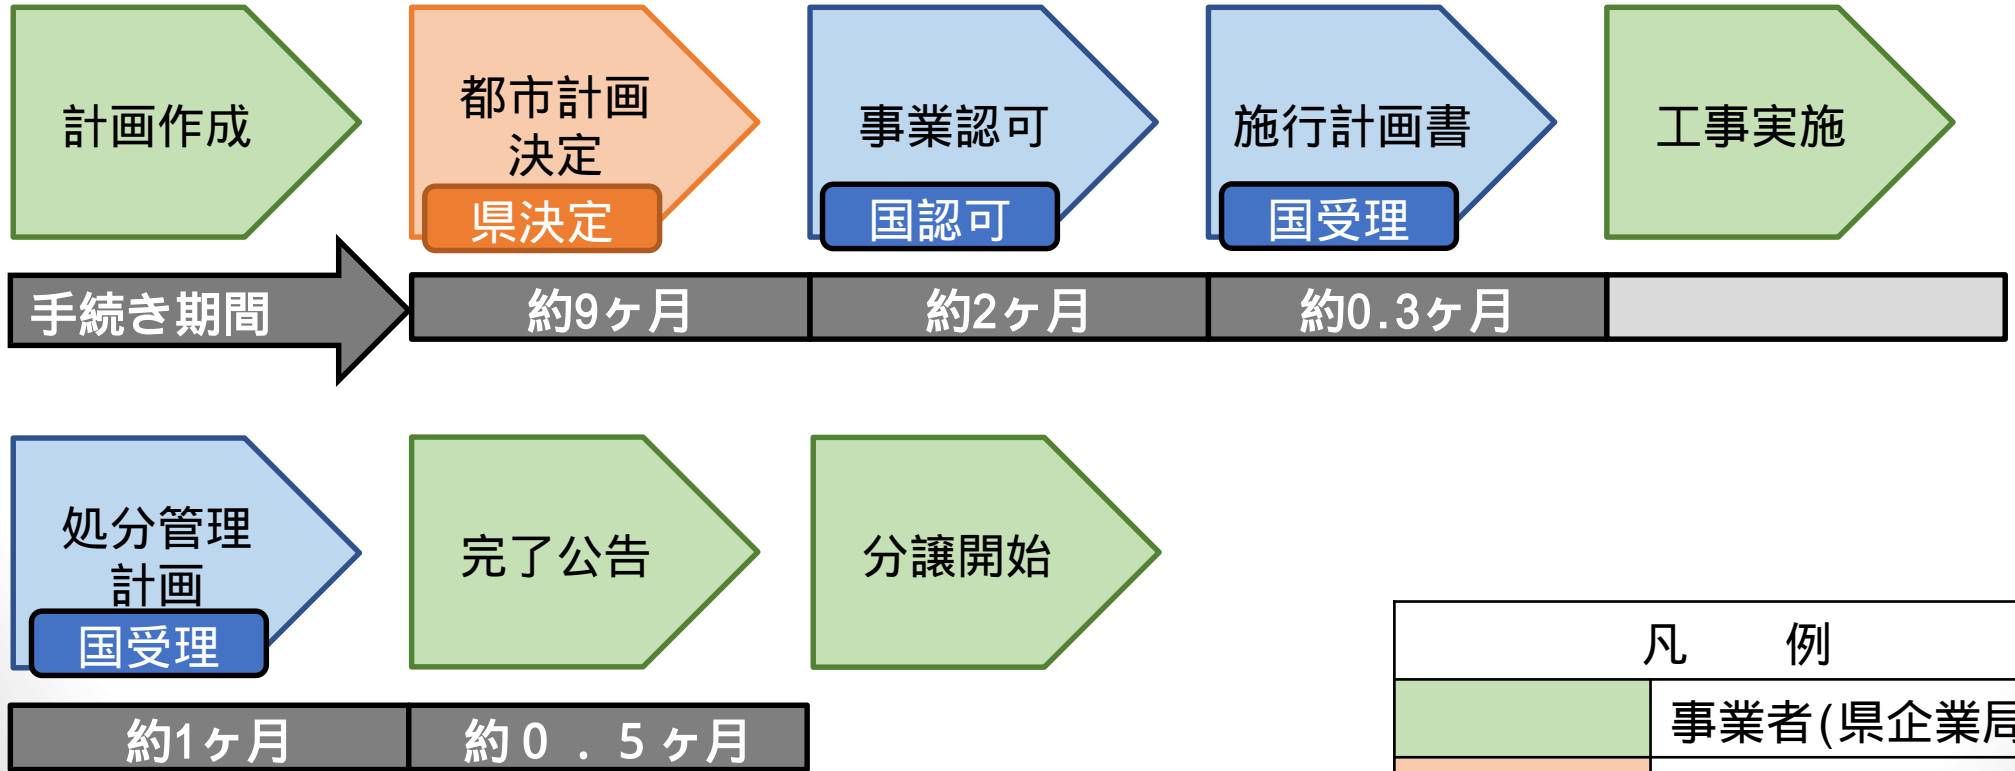 計画作成
都市計画
決定
県決定
事業認可
国認可
施行計画書
国受理
工事実施
手続き期間
約9ヶ月
約2ヶ月
約0.3ヶ月
処分管理
計画
国受理
完了公告
分譲開始
約1ヶ月
約０．５ヶ月
凡　例
事業者(県企業局